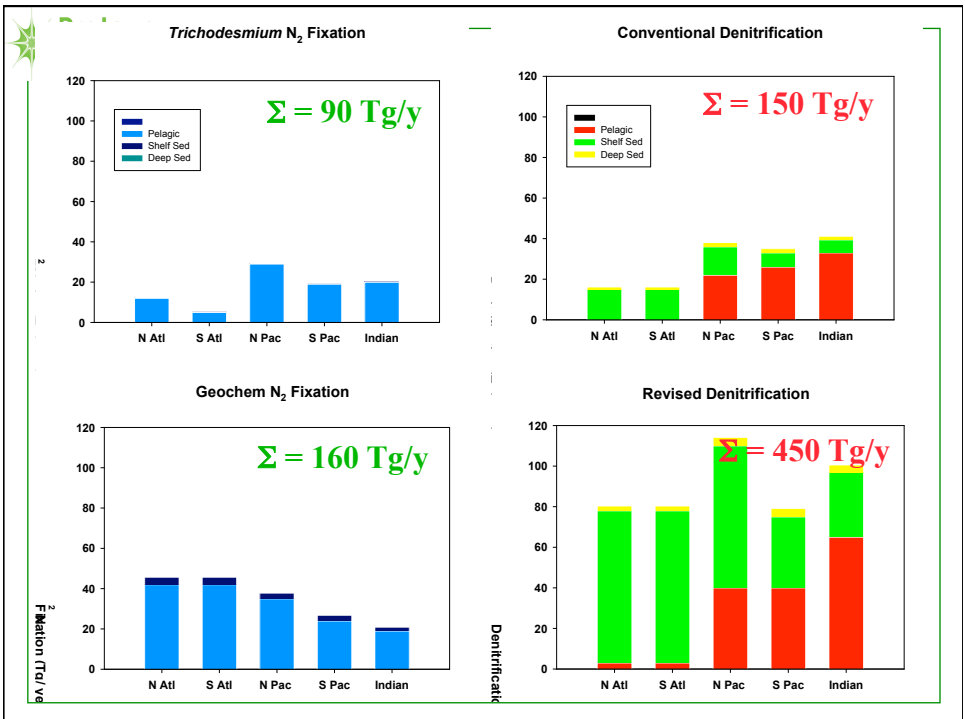 Trichodesmium N2 Fixation
120
100
80
60
40
20
0
Σ = 90 Tg/y
Pelagic
Shelf Sed
Deep Sed
N Atl S Atl N Pac S Pac Indian
Conventional Denitrification
120
100
80
60
40
20
0
Σ = 150 Tg/y
Pelagic
Shelf Sed
Deep Sed
N Atl S Atl N Pac S Pac Indian
2
Geochem N2 Fixation
120
100
80
60
40
20
0
Σ = 160 Tg/y
N Atl S Atl N Pac S Pac Indian
2
Revised Denitrification
120
100
80
60
40
20
0
Σ = 450 Tg/y
N Atl S Atl N Pac S Pac Indian